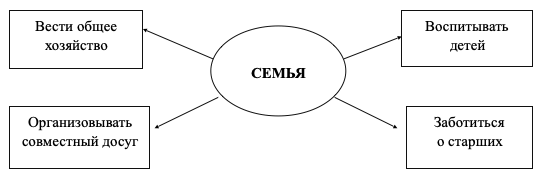 Вести общее
хозяйство
Воспитывать
детей
СЕМЬЯ
Организовывать
совместный досуг
Заботиться
о старших